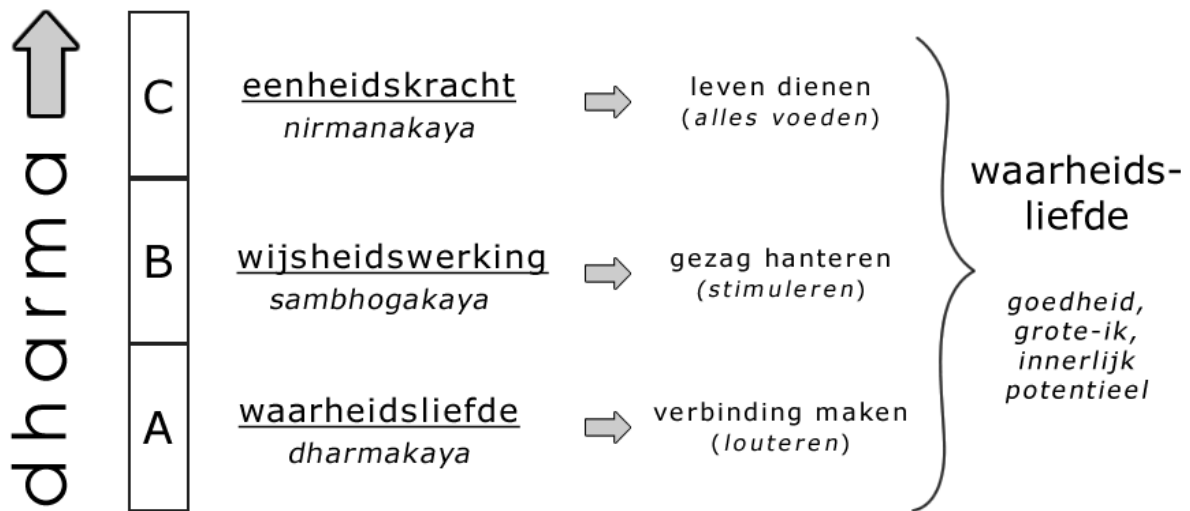 dharma
C
eenheidskracht
nirmanakaya
leven dienen
(alles voeden)
B
wijsheidswerking
sambhogakaya
gezag hanteren
(stimuleren)
A
waarheidsliefde
dharmakaya
verbinding maken
(louteren)
waarheids-
liefde
goedheid,
grote-ik,
innerlijk
potentieel